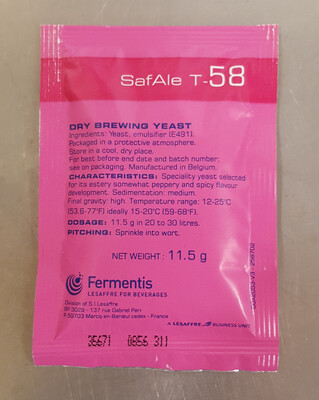 SafAle T-58
DRY BREWING YEAST
Ingredients: Yeast, emulsifier (E491).
Packaged in a protective atmosphere.
Store in a cool, dry place.
For best before end date and batch number:
see on packaging. Manufactured in Belgium.
CHARACTERISTICS: Speciality yeast selected
for its estery somewhat peppery and spicy flavour
development. Sedimentation: medium.
Final gravity: high. Temperature range: 12-25°C
(53.6-77°F) ideally 15-20°C (59-68°F).
DOSAGE: 11.5 g in 20 to 30 litres.
PITCHING: Sprinkle into wort.
NET WEIGHT: 11.5 g
Fermentis
LESAFFRE FOR BEVERAGES
Division of S.I.Lesaffre
BP 3029 - 137 rue Gabriel Péri
F-59703 Marcq-en-Baroeul cedex - France
A LESAFFRE BUSINESS UNIT
35671 0856 311